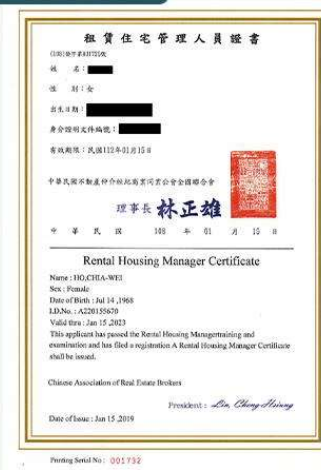 租賃住宅管理人員證書
姓 名：
性 別：女
出生日期：
身分證明文件編號：
有效期限：民國112年01月15日
中華民國不動產仲介經紀商業同業公會全國聯合會
理事長 林正雄
中 華 民 國 108 年 01 月 15 日
Rental Housing Manager Certificate
Name : HO,CHIA-WEI
Sex : Female
Date of Birth : Jul 14 ,1968
I.D.No. : A220155670
Valid thru : Jan 15 ,2023
This applicant has passed the Rental Housing Managertraining and
examination and has filed a registration A Rental Housing Manager Certificate
shall be issued.
Chinese Association of Real Estate Brokers
President : Lin, Cheng-Hsiung
Date of Issue : Jan 15 ,2019
Printing Serial No : 001732